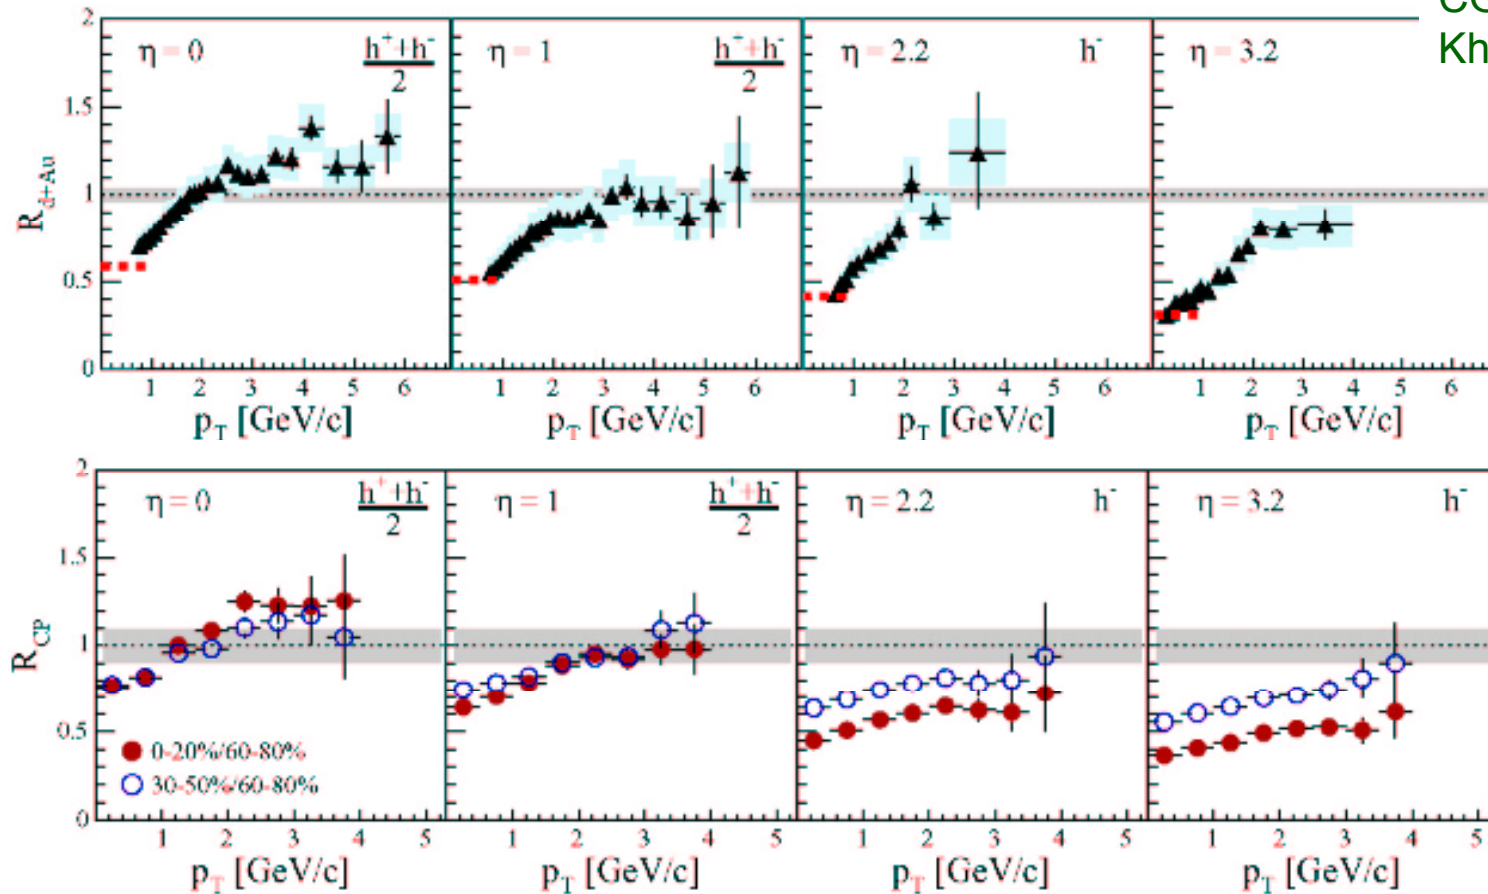 2
1.5
1
0.5
0
R_d+Au
η = 0
h⁺+h⁻
2
η = 1
h⁺+h⁻
2
η = 2.2
h⁻
η = 3.2
Kh
1 2 3 4 5 6
1 2 3 4 5 6
1 2 3 4 5 6
1 2 3 4 5 6
p_T [GeV/c]
p_T [GeV/c]
p_T [GeV/c]
p_T [GeV/c]
2
1.5
1
0.5
0
R_CP
η = 0
h⁺+h⁻
2
η = 1
h⁺+h⁻
2
η = 2.2
h⁻
η = 3.2
h⁻
0-20%/60-80%
30-50%/60-80%
1 2 3 4 5
1 2 3 4 5
1 2 3 4 5
1 2 3 4 5
p_T [GeV/c]
p_T [GeV/c]
p_T [GeV/c]
p_T [GeV/c]